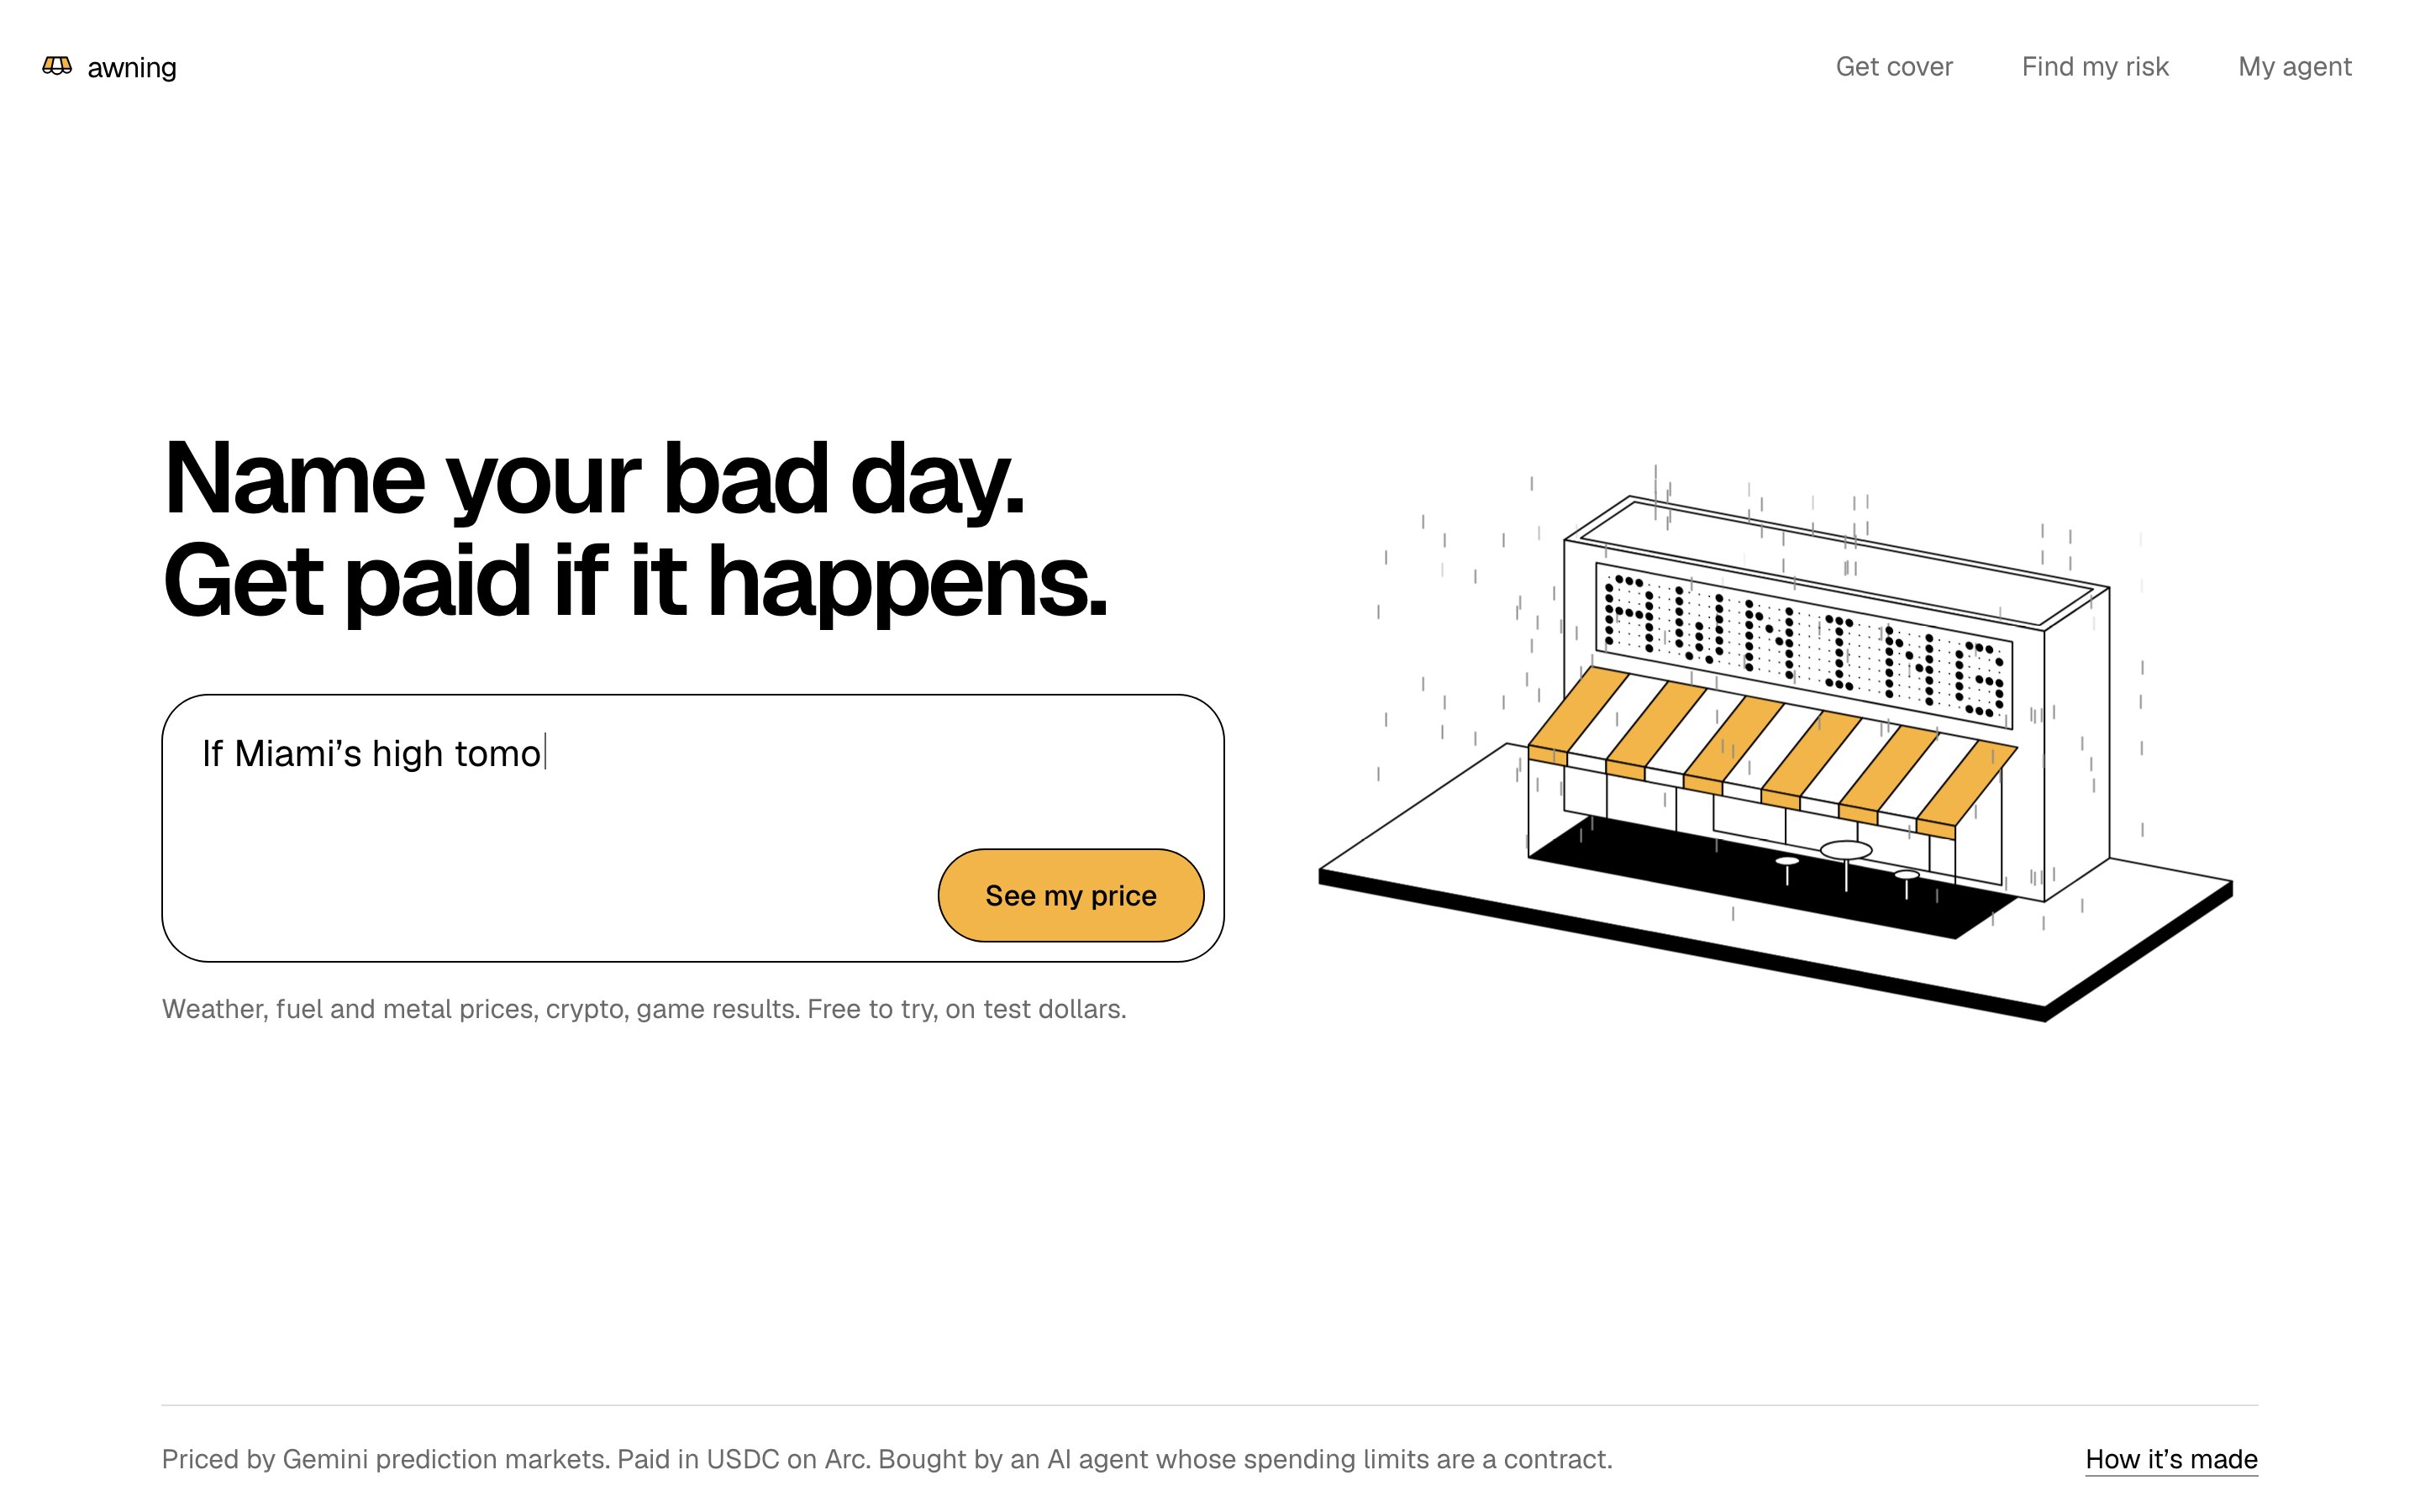 awning
Get cover
Find my risk
My agent
Name your bad day.
Get paid if it happens.
If Miami’s high tomo
See my price
Weather, fuel and metal prices, crypto, game results. Free to try, on test dollars.
AWNING
Priced by Gemini prediction markets. Paid in USDC on Arc. Bought by an AI agent whose spending limits are a contract.
How it’s made